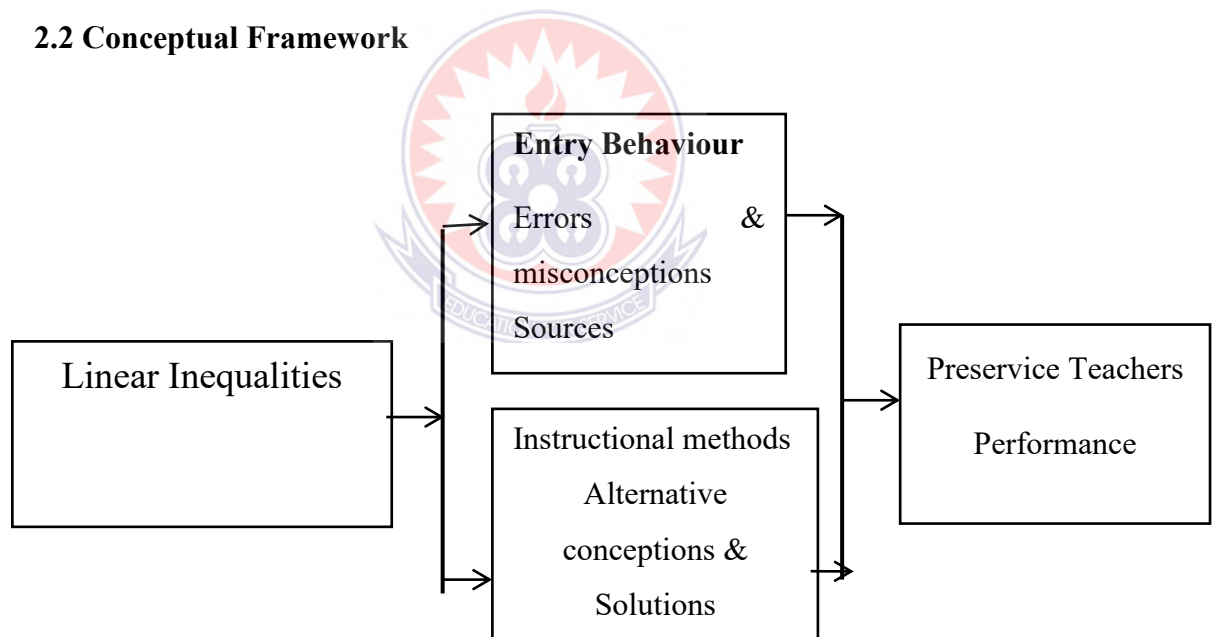 2.2 Conceptual Framework
Entry Behaviour
Errors &
misconceptions
Sources
Linear Inequalities
Instructional methods
Alternative
conceptions &
Solutions
Preservice Teachers
Performance